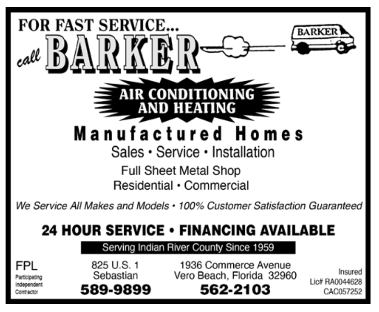 FOR FAST SERVICE...
call BARKER
BARKER
AIR CONDITIONING
AND HEATING
Manufactured Homes
Sales • Service • Installation
Full Sheet Metal Shop
Residential • Commercial
We Service All Makes and Models • 100% Customer Satisfaction Guaranteed
24 HOUR SERVICE • FINANCING AVAILABLE
Serving Indian River County Since 1959
FPL
Participating
Independent
Contractor
825 U.S. 1
Sebastian
589-9899
1936 Commerce Avenue
Vero Beach, Florida 32960
562-2103
Insured
Lic# RA0044628
CAC057252